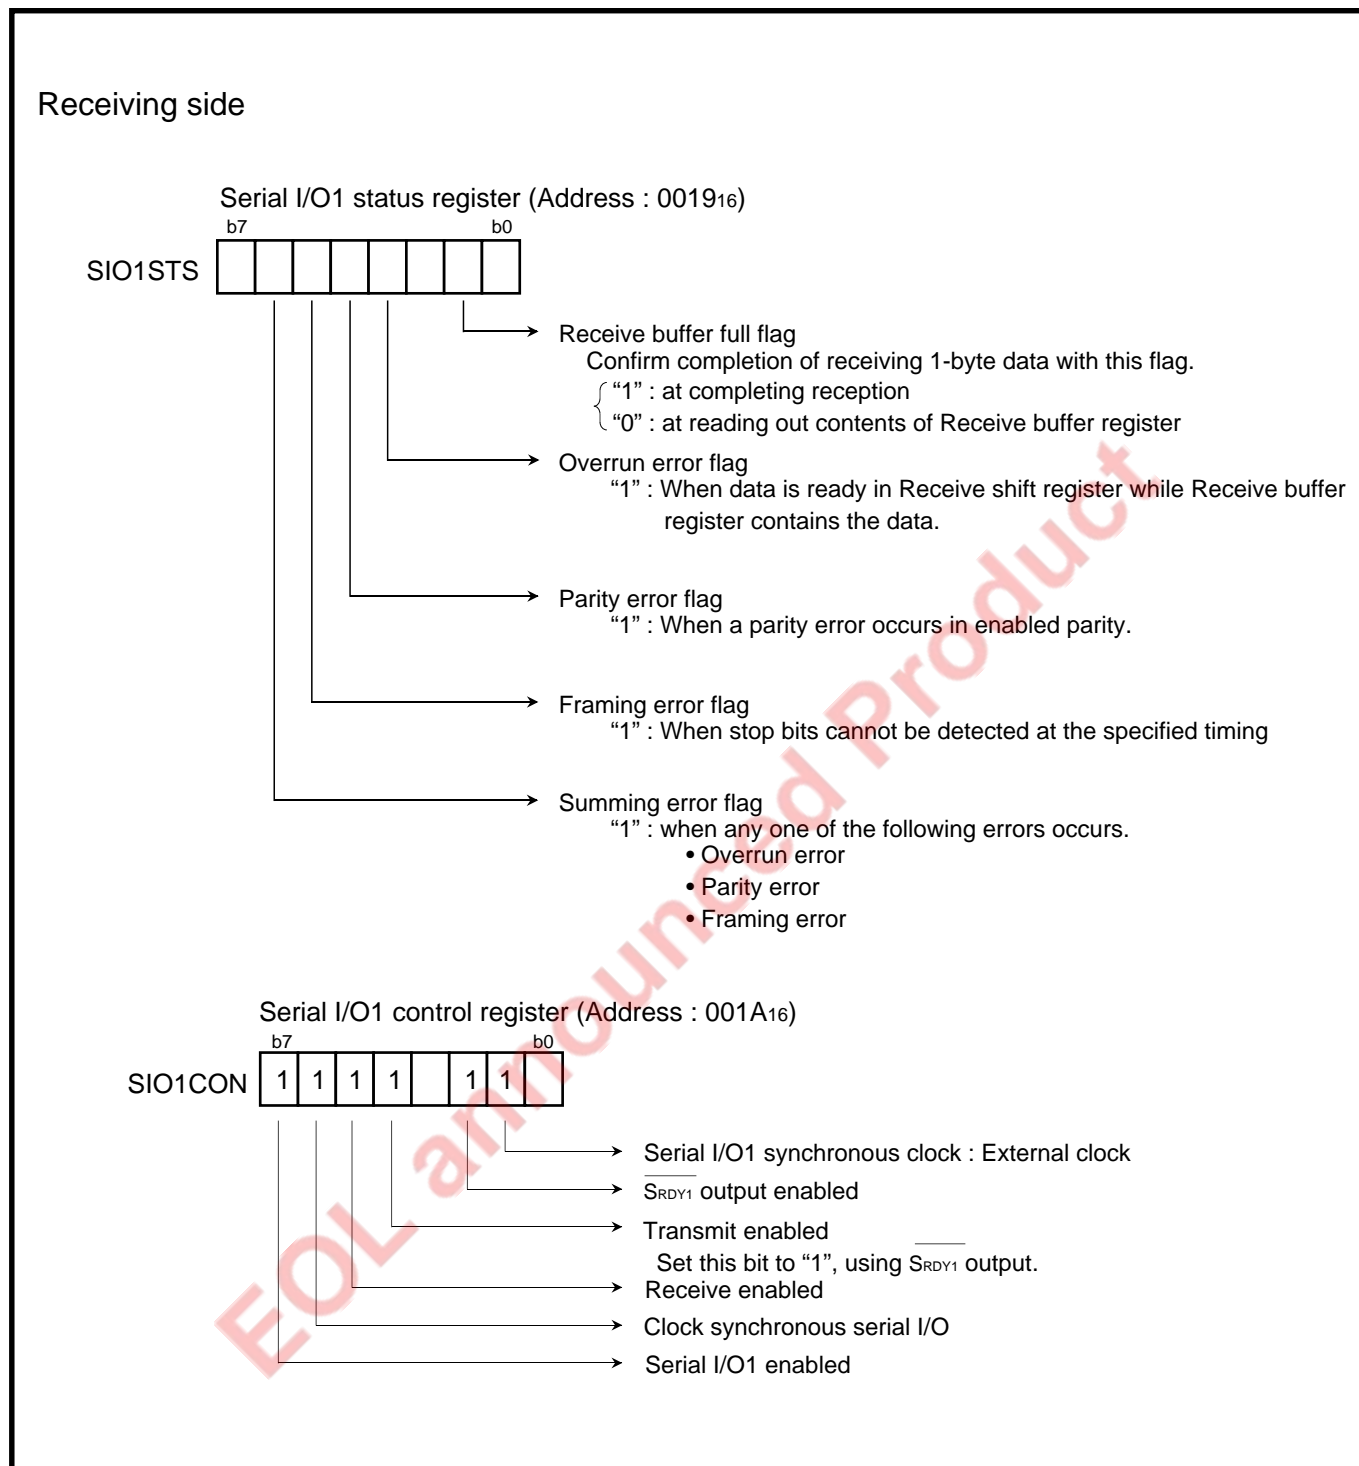 Receiving side
Serial I/O1 status register (Address : 0019₁₆)
b7 b0
SIO1STS
Receive buffer full flag
Confirm completion of receiving 1-byte data with this flag.
“1” : at completing reception
“0” : at reading out contents of Receive buffer register
Overrun error flag
“1” : When data is ready in Receive shift register while Receive buffer
register contains the data.
Parity error flag
“1” : When a parity error occurs in enabled parity.
Framing error flag
“1” : When stop bits cannot be detected at the specified timing
Summing error flag
“1” : when any one of the following errors occurs.
• Overrun error
• Parity error
• Framing error
Serial I/O1 control register (Address : 001A₁₆)
b7 b0
SIO1CON 1 1 1 1 1 1
Serial I/O1 synchronous clock : External clock
S̅R̅D̅Y̅1̅ output enabled
Transmit enabled
Set this bit to “1”, using S̅R̅D̅Y̅1̅ output.
Receive enabled
Clock synchronous serial I/O
Serial I/O1 enabled
EOL announced Product